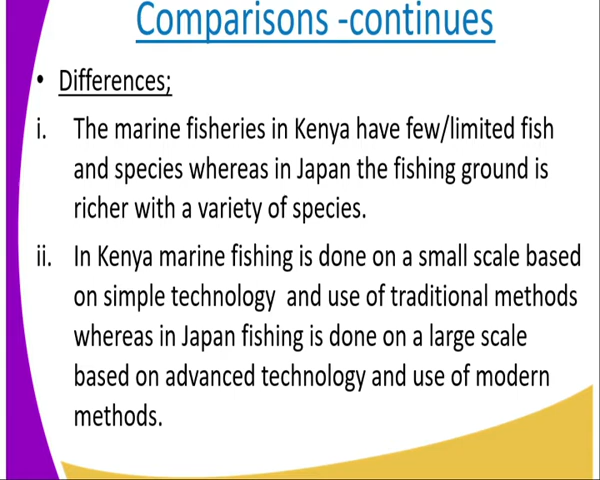 Comparisons -continues
• Differences;
i. The marine fisheries in Kenya have few/limited fish
and species whereas in Japan the fishing ground is
richer with a variety of species.
ii. In Kenya marine fishing is done on a small scale based
on simple technology  and use of traditional methods
whereas in Japan fishing is done on a large scale
based on advanced technology and use of modern
methods.